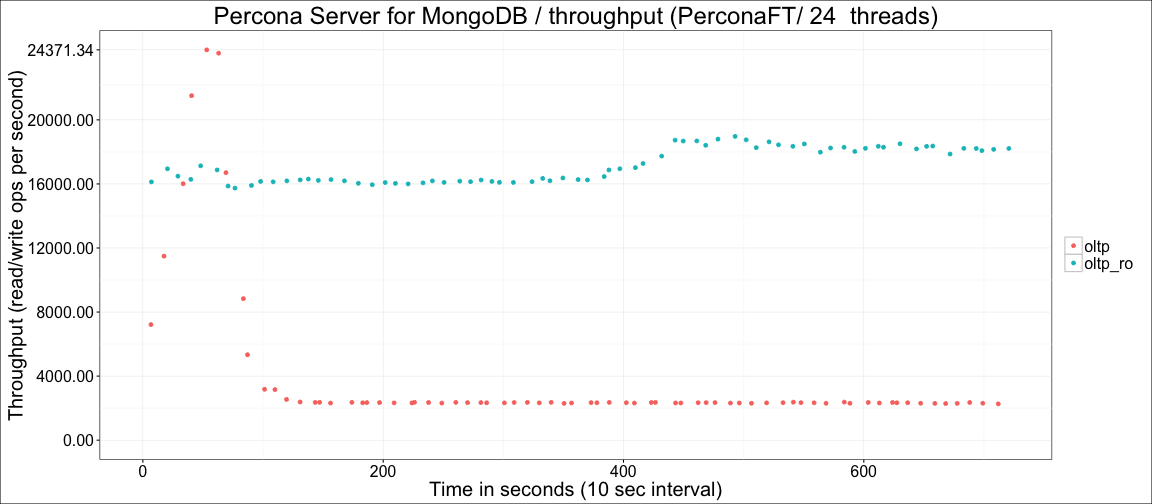 Percona Server for MongoDB / throughput (PerconaFT/ 24  threads)
Throughput (read/write ops per second)
24371.34
20000.00
16000.00
12000.00
8000.00
4000.00
0.00
0 200 400 600
Time in seconds (10 sec interval)
oltp
oltp_ro